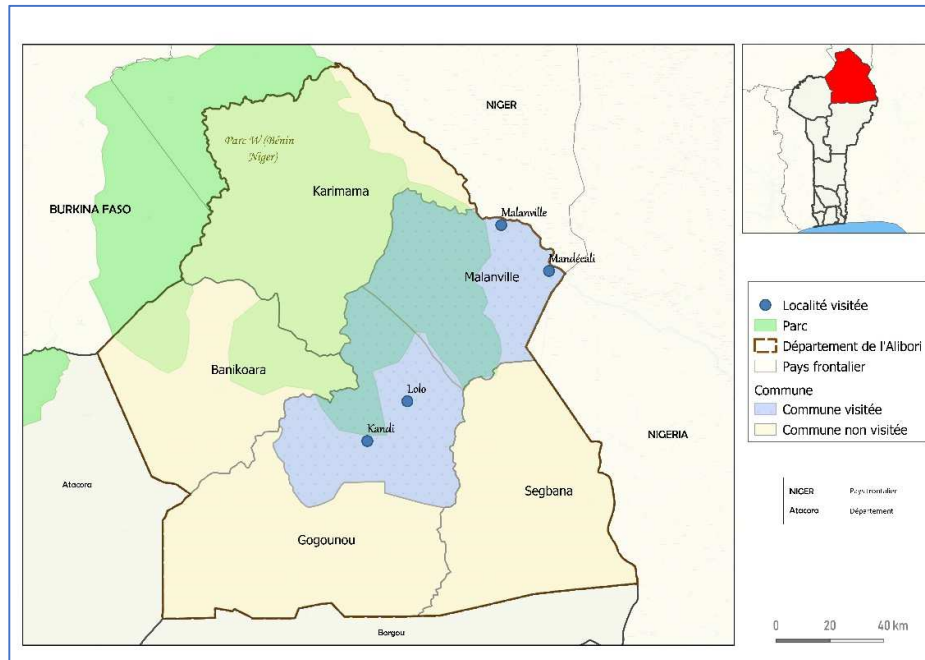 NIGER
Parc W (Bénin
Niger)
Karimama
BURKINA FASO
Malanville
Mandécali
Malanville
Banikoara
Lolo
Kandi
NIGERIA
Atacora
Segbana
Gogounou
Borgou
Localité visitée
Parc
Département de l'Alibori
Pays frontalier
Commune
Commune visitée
Commune non visitée
NIGER Pays frontalier
Atacora Département
0 20 40 km